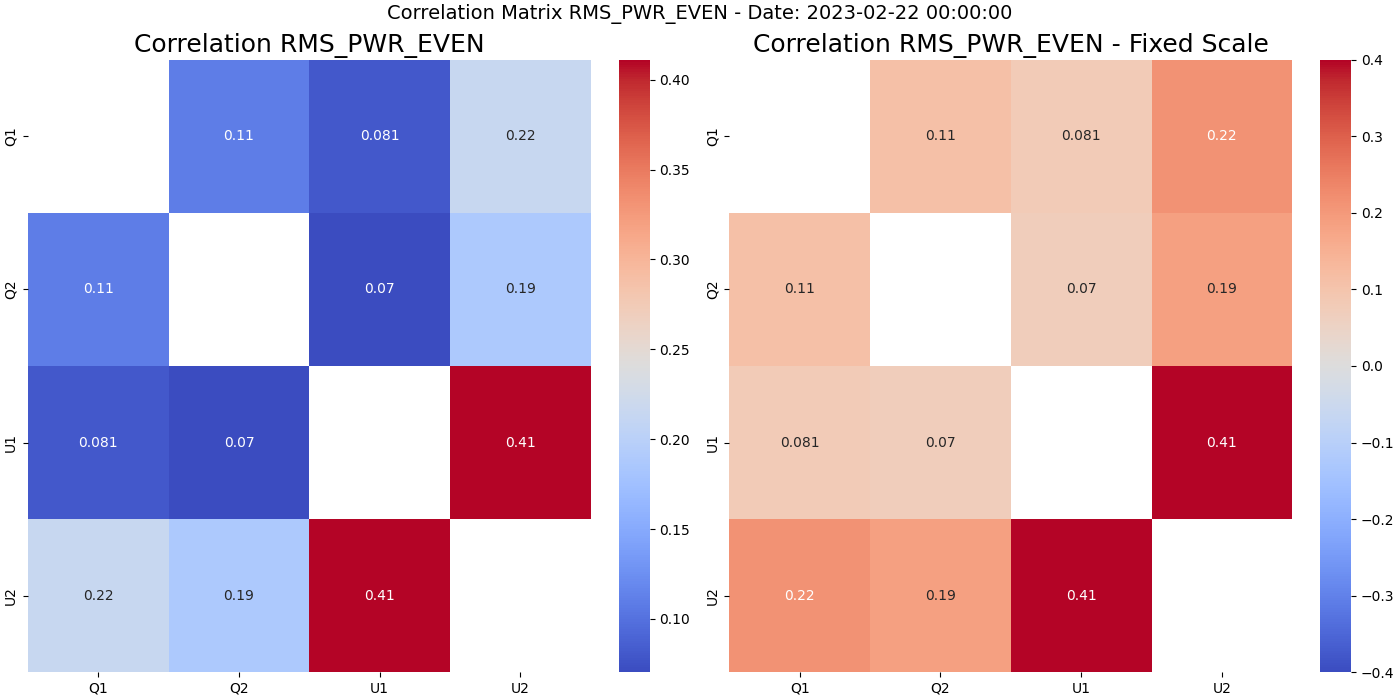 Correlation Matrix RMS_PWR_EVEN - Date: 2023-02-22 00:00:00
Correlation RMS_PWR_EVEN
Q1
0.11
0.081
0.22
Q2
0.11
0.07
0.19
U1
0.081
0.07
0.41
U2
0.22
0.19
0.41
Q1
Q2
U1
U2
0.40
0.35
0.30
0.25
0.20
0.15
0.10
Correlation RMS_PWR_EVEN - Fixed Scale
Q1
0.11
0.081
0.22
Q2
0.11
0.07
0.19
U1
0.081
0.07
0.41
U2
0.22
0.19
0.41
Q1
Q2
U1
U2
0.4
0.3
0.2
0.1
0.0
−0.1
−0.2
−0.3
−0.4